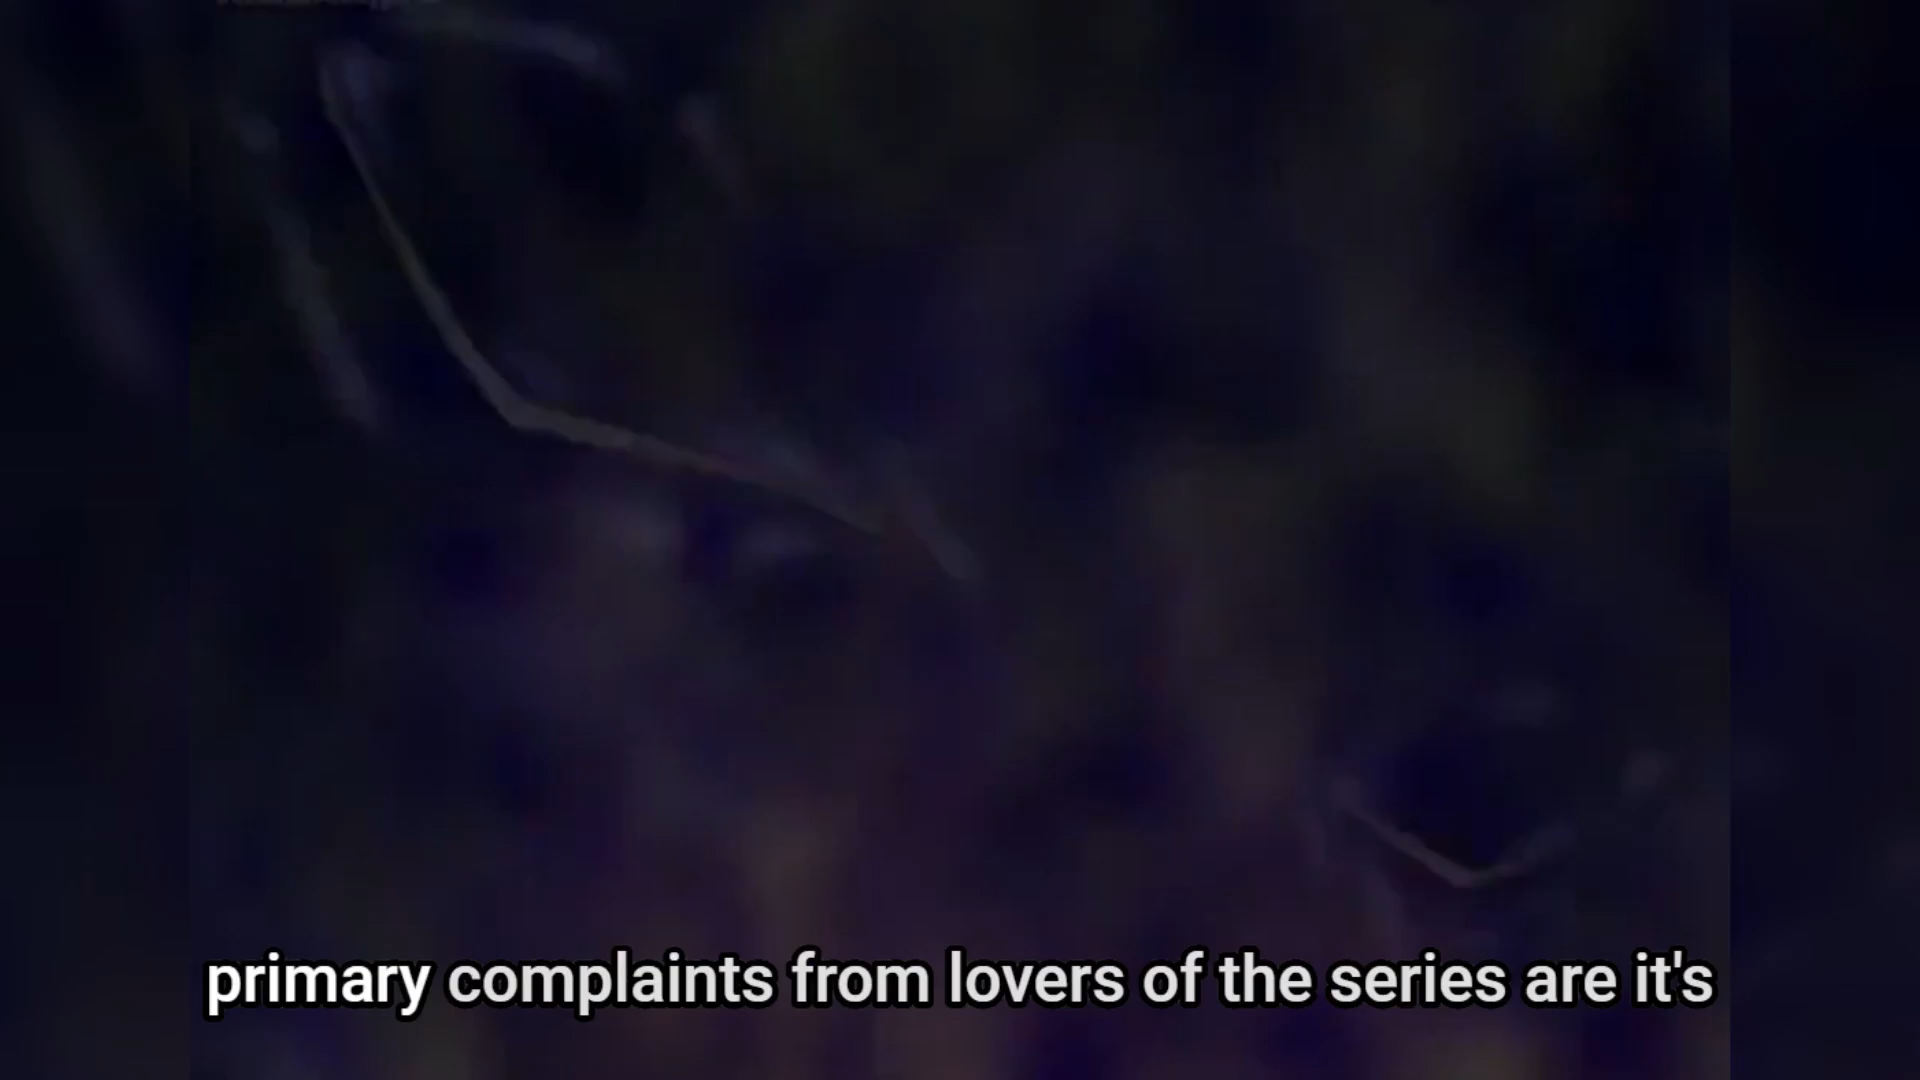 primary complaints from lovers of the series are it's